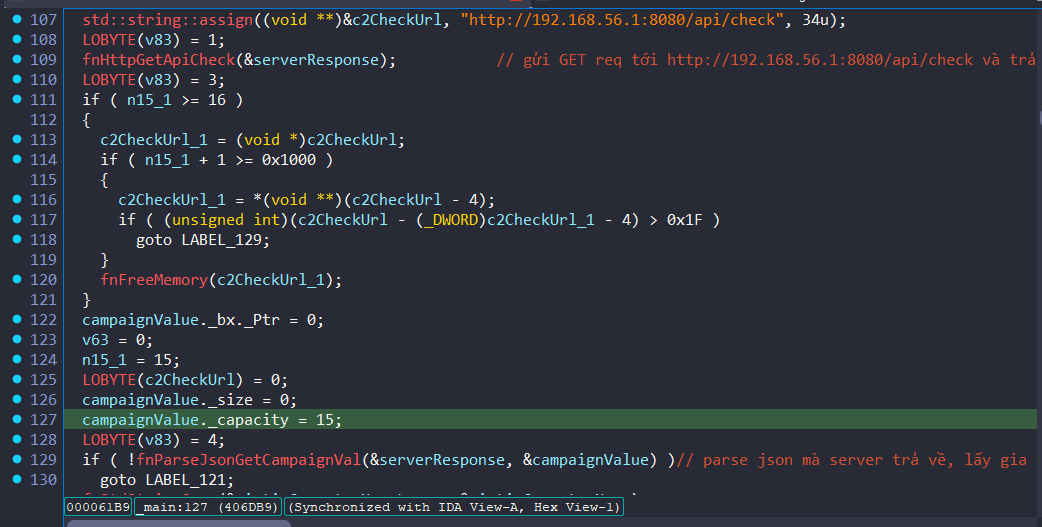 107 std::string::assign((void **)&c2CheckUrl, "http://192.168.56.1:8080/api/check", 34u);
108 LOBYTE(v83) = 1;
109 fnHttpGetApiCheck(&serverResponse); // gửi GET req tới http://192.168.56.1:8080/api/check và trả
110 LOBYTE(v83) = 3;
111 if ( n15_1 >= 16 )
112 {
113 c2CheckUrl_1 = (void *)c2CheckUrl;
114 if ( n15_1 + 1 >= 0x1000 )
115 {
116 c2CheckUrl_1 = *(void **)(c2CheckUrl - 4);
117 if ( (unsigned int)(c2CheckUrl - (_DWORD)c2CheckUrl_1 - 4) > 0x1F )
118 goto LABEL_129;
119 }
120 fnFreeMemory(c2CheckUrl_1);
121 }
122 campaignValue._bx._Ptr = 0;
123 v63 = 0;
124 n15_1 = 15;
125 LOBYTE(c2CheckUrl) = 0;
126 campaignValue._size = 0;
127 campaignValue._capacity = 15;
128 LOBYTE(v83) = 4;
129 if ( !fnParseJsonGetCampaignVal(&serverResponse, &campaignValue) )// parse json mà server trả về, lấy gia
130 goto LABEL_121;
000061B9 _main:127 (406DB9) (Synchronized with IDA View-A, Hex View-1)